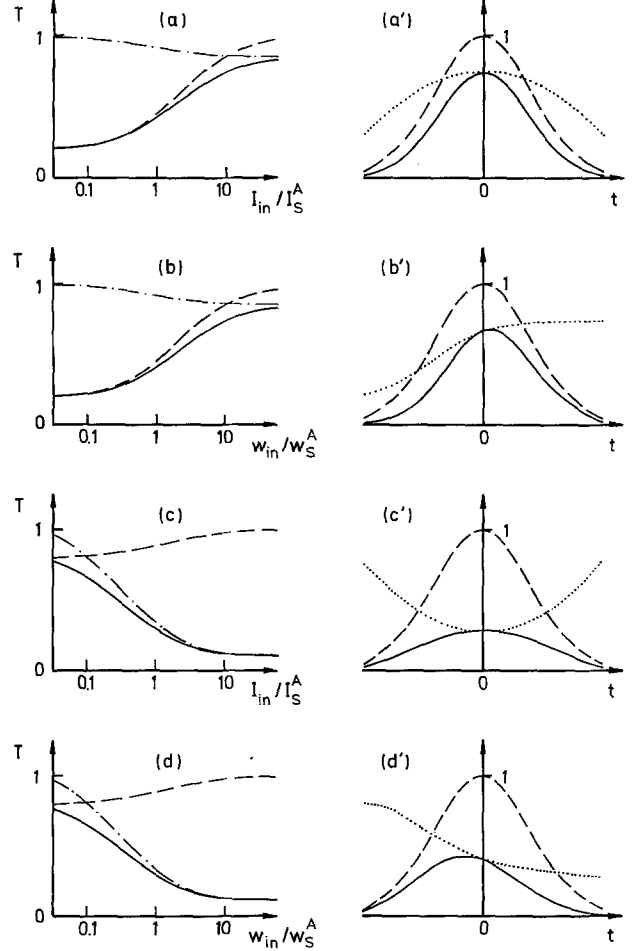 T (a) (a')
1 1
0 0.1 1 10 0
I_in/I_S^A t
T (b) (b')
1 1
0 0.1 1 10 0
w_in/w_S^A t
T (c) (c')
1 1
0 0.1 1 10 0
I_in/I_S^A t
T (d) (d')
1 1
0 0.1 1 10 0
w_in/w_S^A t